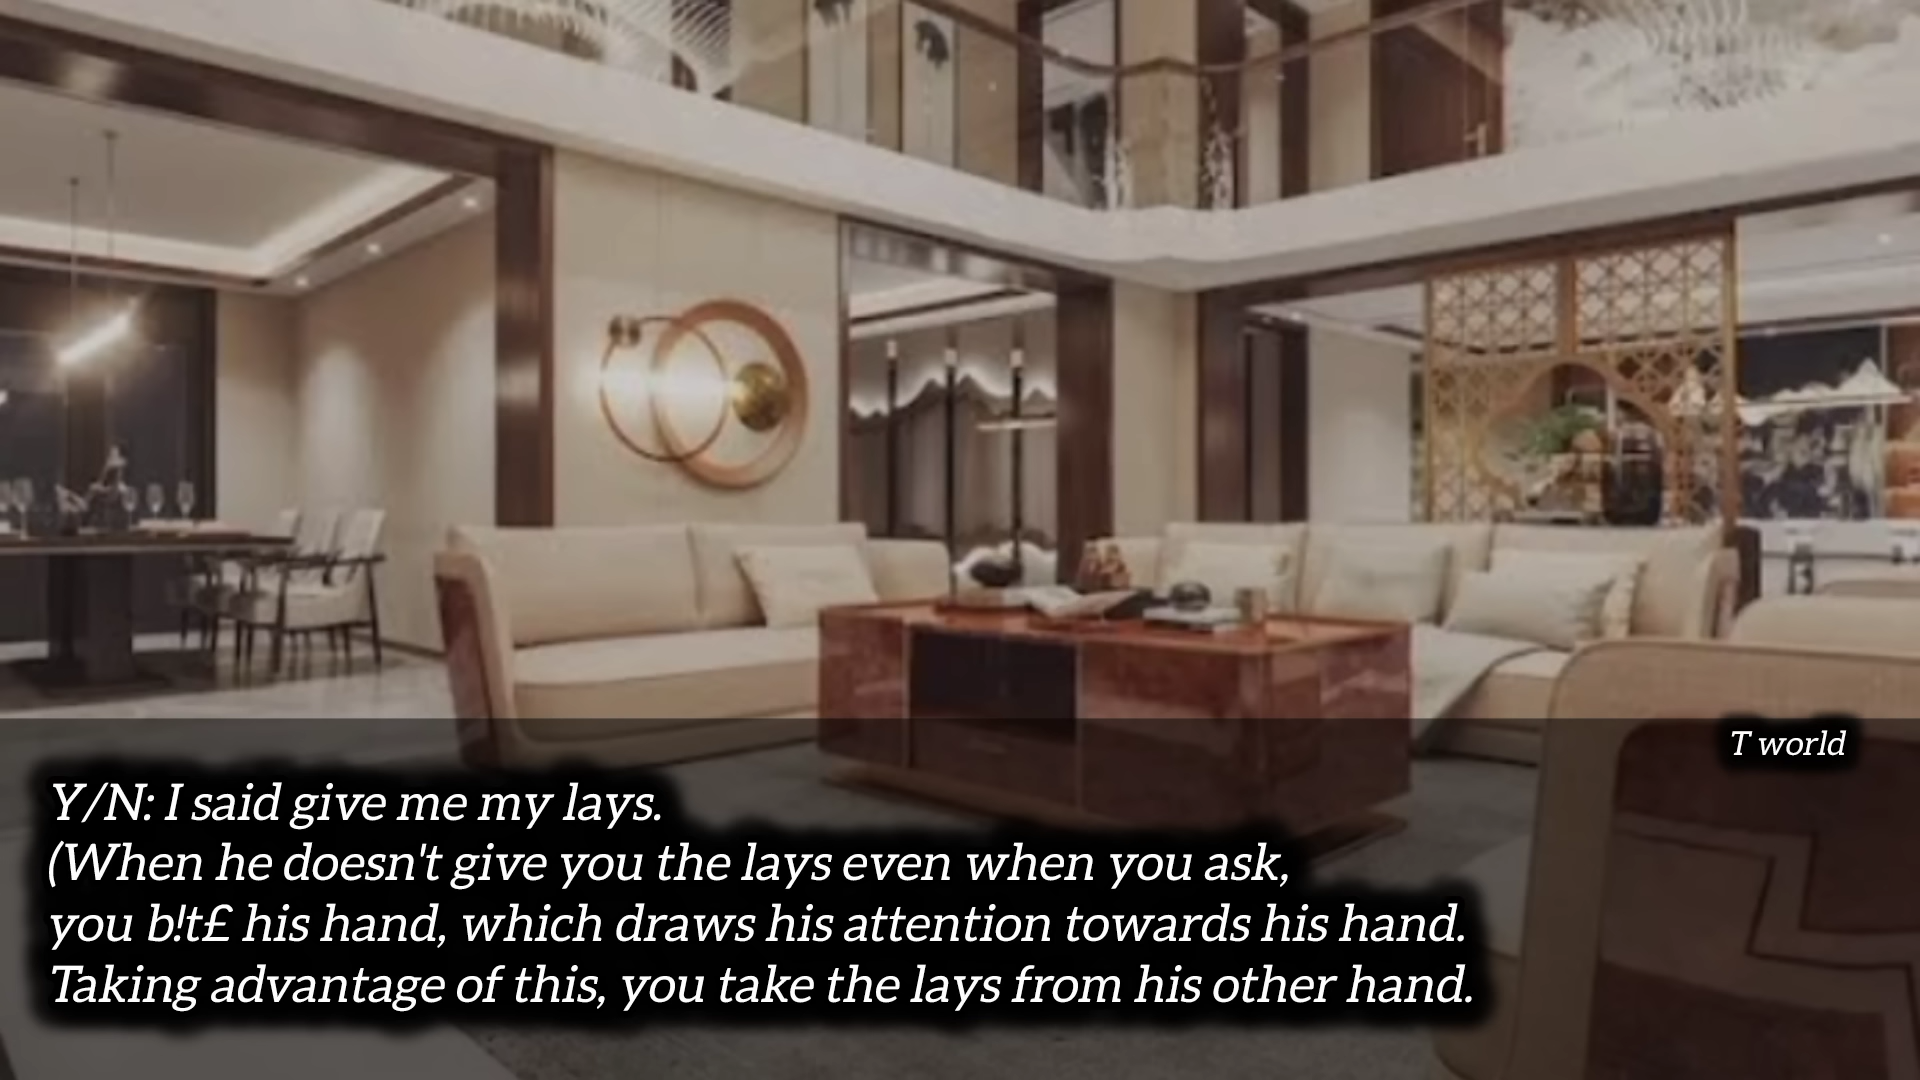 T world
Y/N: I said give me my lays.
(When he doesn't give you the lays even when you ask,
you b!t£ his hand, which draws his attention towards his hand.
Taking advantage of this, you take the lays from his other hand.